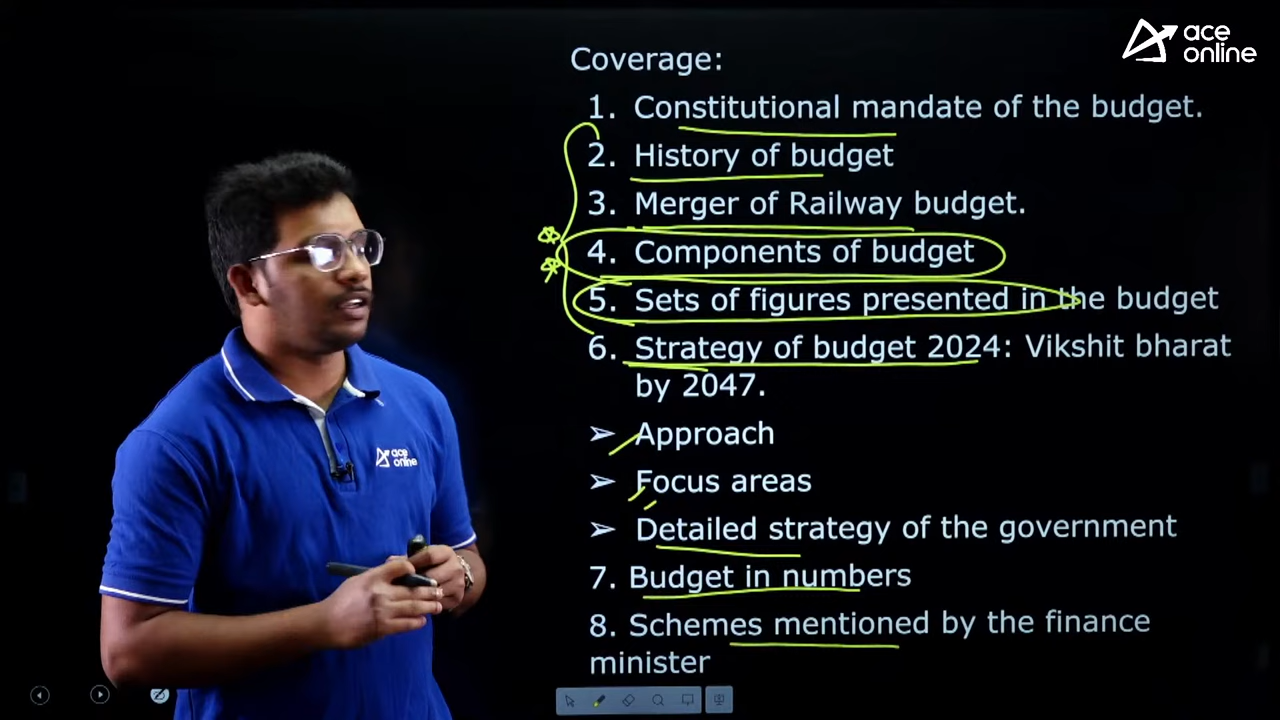 ace
online
Coverage:
1. Constitutional mandate of the budget.
2. History of budget
3. Merger of Railway budget.
4. Components of budget
5. Sets of figures presented in the budget
6. Strategy of budget 2024: Vikshit bharat
by 2047.
➢ Approach
➢ Focus areas
➢ Detailed strategy of the government
7. Budget in numbers
8. Schemes mentioned by the finance
minister
ace
online